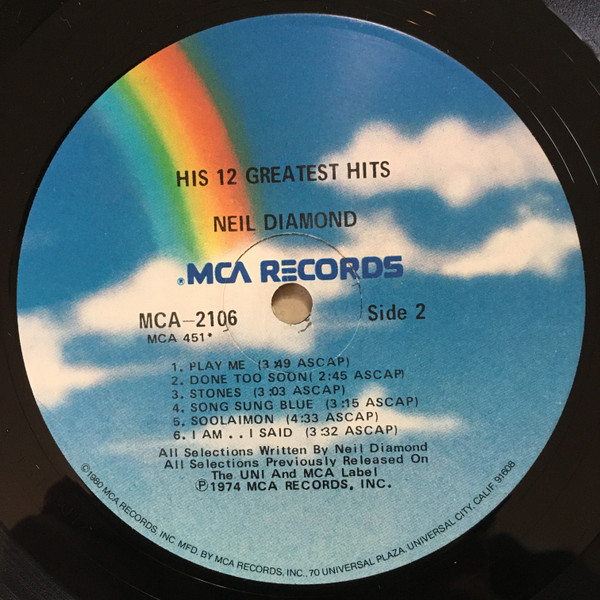 HIS 12 GREATEST HITS
NEIL DIAMOND
®MCA RECORDS
MCA-2106 Side 2
MCA 451*
1. PLAY ME (3:49 ASCAP)
2. DONE TOO SOON( 2:45 ASCAP)
3. STONES (3:03 ASCAP)
4. SONG SUNG BLUE (3:15 ASCAP)
5. SOOLAIMON (4:33 ASCAP)
6. I AM . . I SAID (3:32 ASCAP)
All Selections Written By Neil Diamond
All Selections Previously Released On
The UNI And MCA Label
℗1974 MCA RECORDS, INC.
©1980 MCA RECORDS, INC. MFD. BY MCA RECORDS, INC., 70 UNIVERSAL PLAZA, UNIVERSAL CITY, CALIF. 91608